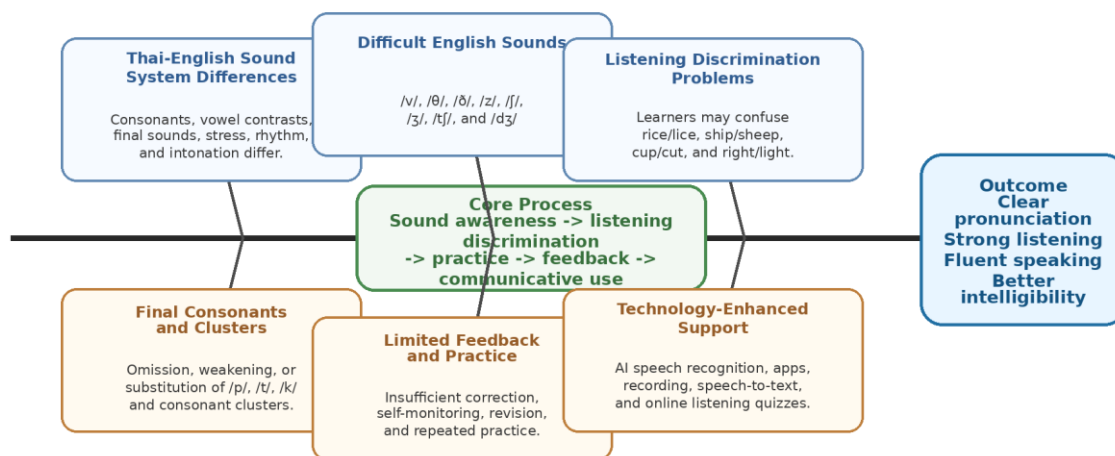 Thai-English Sound
System Differences
Consonants, vowel contrasts,
final sounds, stress, rhythm,
and intonation differ.
Difficult English Sounds
/v/, /θ/, /ð/, /z/, /ʃ/,
/ʒ/, /tʃ/, and /dʒ/
Listening Discrimination
Problems
Learners may confuse
rice/lice, ship/sheep,
cup/cut, and right/light.
Core Process
Sound awareness -> listening
discrimination
-> practice -> feedback ->
communicative use
Outcome
Clear
pronunciation
Strong listening
Fluent speaking
Better
intelligibility
Final Consonants
and Clusters
Omission, weakening, or
substitution of /p/, /t/, /k/
and consonant clusters.
Limited Feedback
and Practice
Insufficient correction,
self-monitoring, revision,
and repeated practice.
Technology-Enhanced
Support
AI speech recognition, apps,
recording, speech-to-text,
and online listening quizzes.